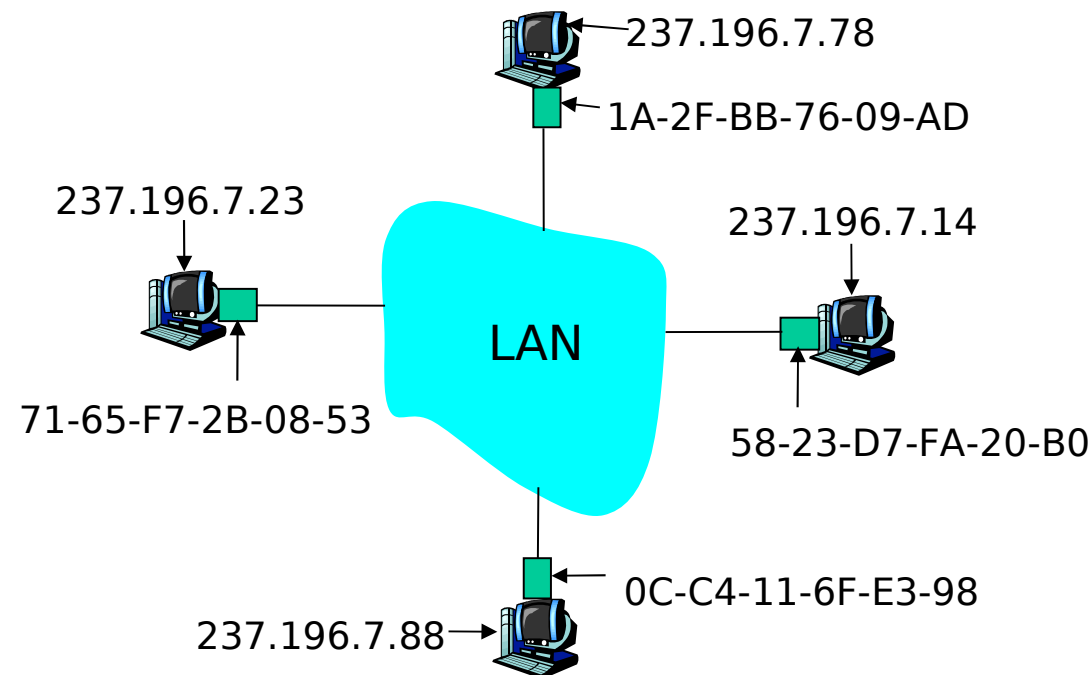 237.196.7.78
1A-2F-BB-76-09-AD
237.196.7.23
237.196.7.14
LAN
71-65-F7-2B-08-53
58-23-D7-FA-20-B0
0C-C4-11-6F-E3-98
237.196.7.88